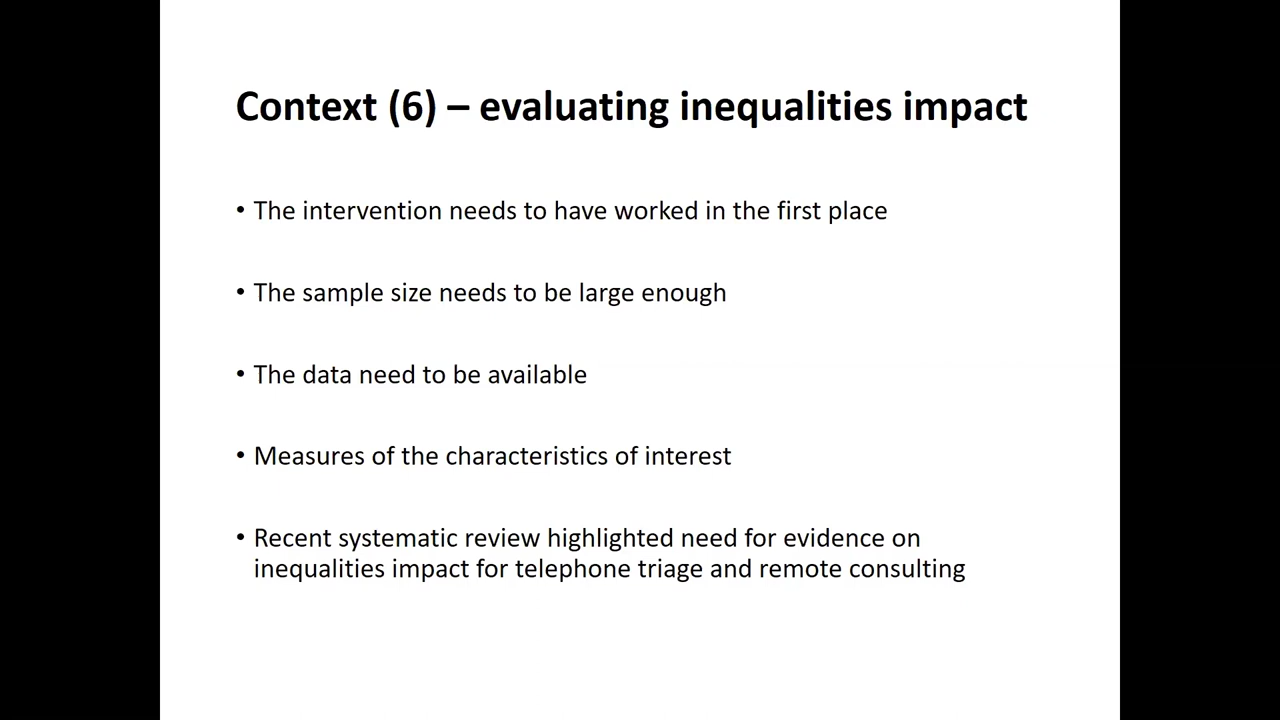 Context (6) – evaluating inequalities impact
• The intervention needs to have worked in the first place
• The sample size needs to be large enough
• The data need to be available
• Measures of the characteristics of interest
• Recent systematic review highlighted need for evidence on
inequalities impact for telephone triage and remote consulting